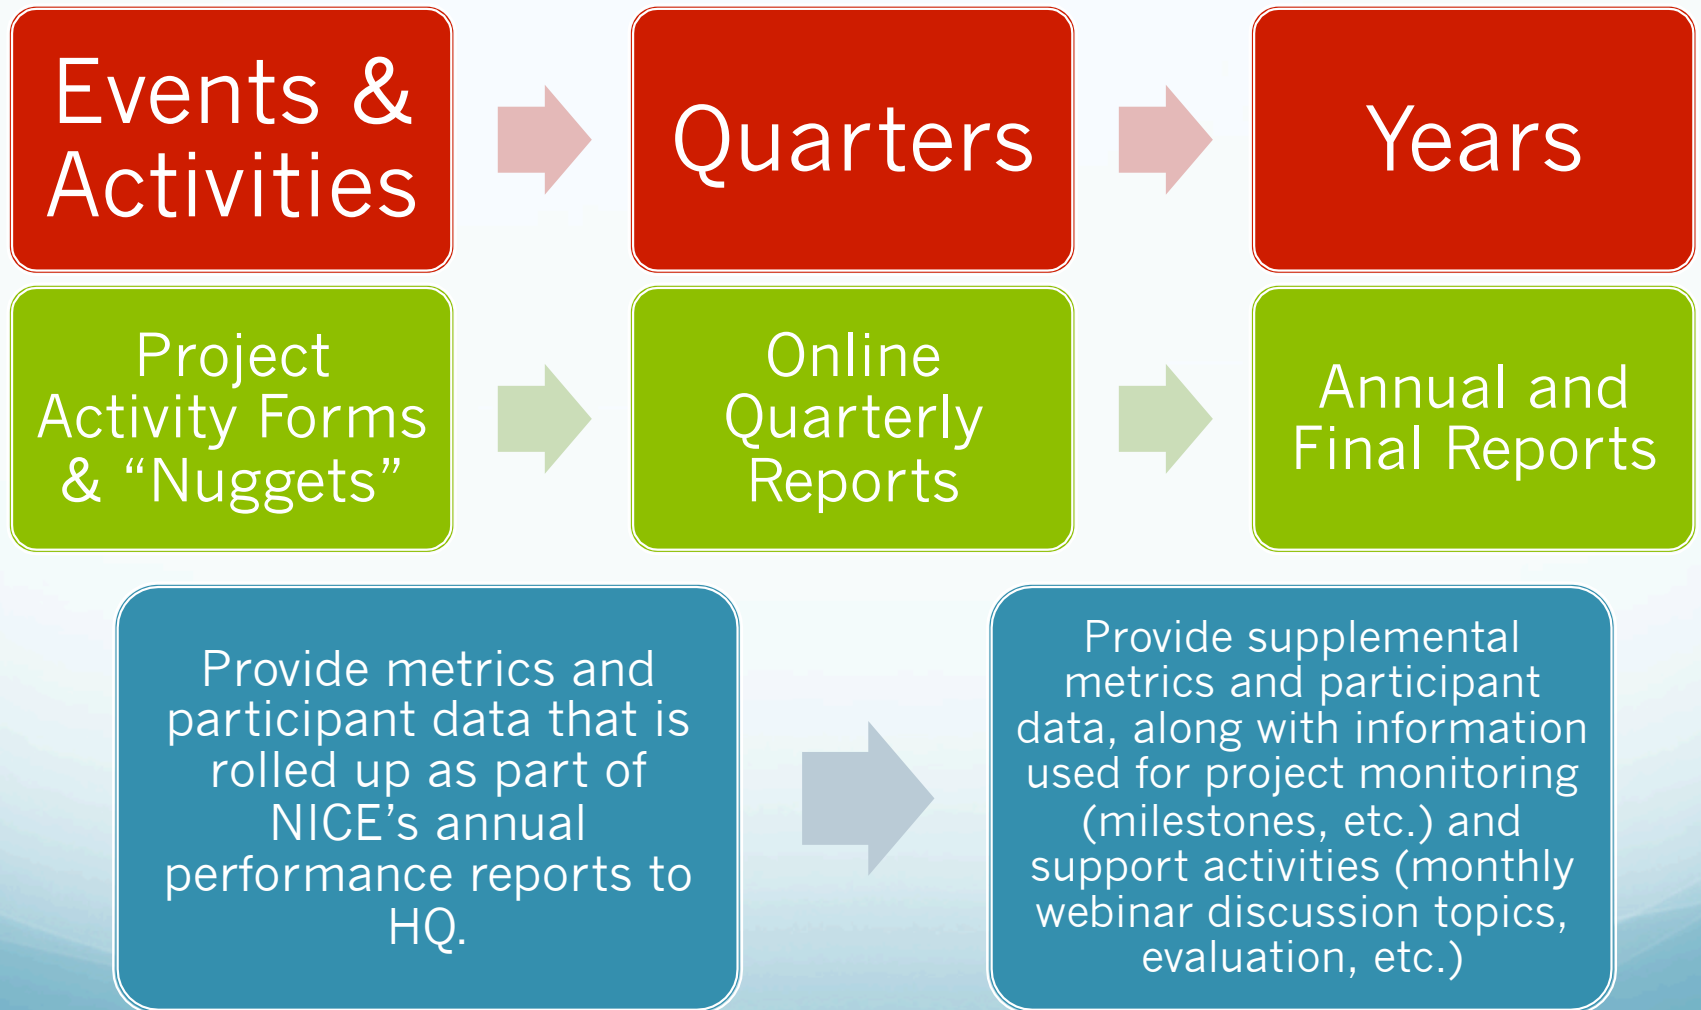 Events &
Activities
Quarters
Years
Project
Activity Forms
& “Nuggets”
Online
Quarterly
Reports
Annual and
Final Reports
Provide metrics and
participant data that is
rolled up as part of
NICE’s annual
performance reports to
HQ.
Provide supplemental
metrics and participant
data, along with information
used for project monitoring
(milestones, etc.) and
support activities (monthly
webinar discussion topics,
evaluation, etc.)